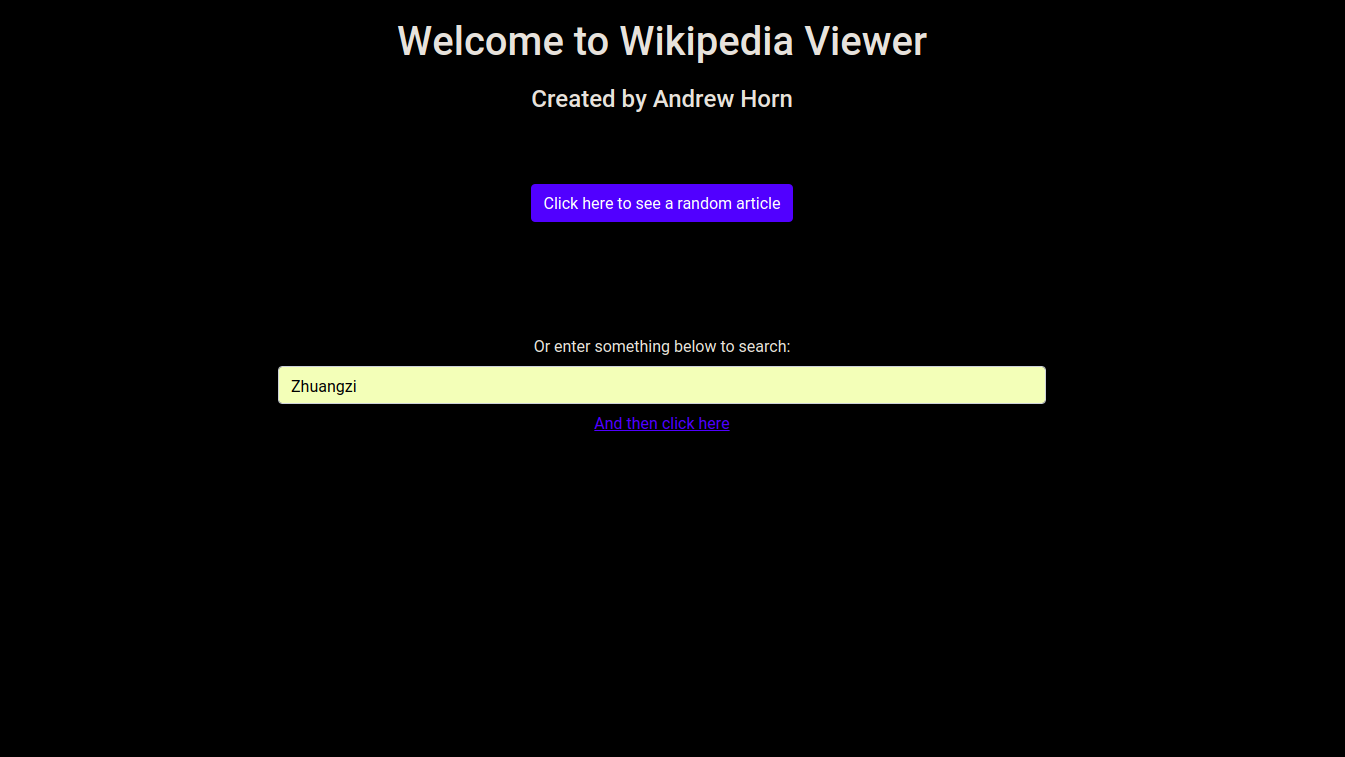 Welcome to Wikipedia Viewer
Created by Andrew Horn
Click here to see a random article
Or enter something below to search:
Zhuangzi
And then click here